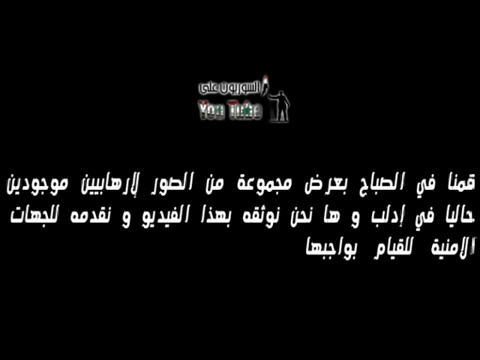 السوريون على
You Tube
قمنا في الصباح بعرض مجموعة من الصور لإرهابيين موجودين
حاليا في إدلب و ها نحن نوثقه بهذا الفيديو و نقدمه للجهات
الامنية للقيام بواجبها